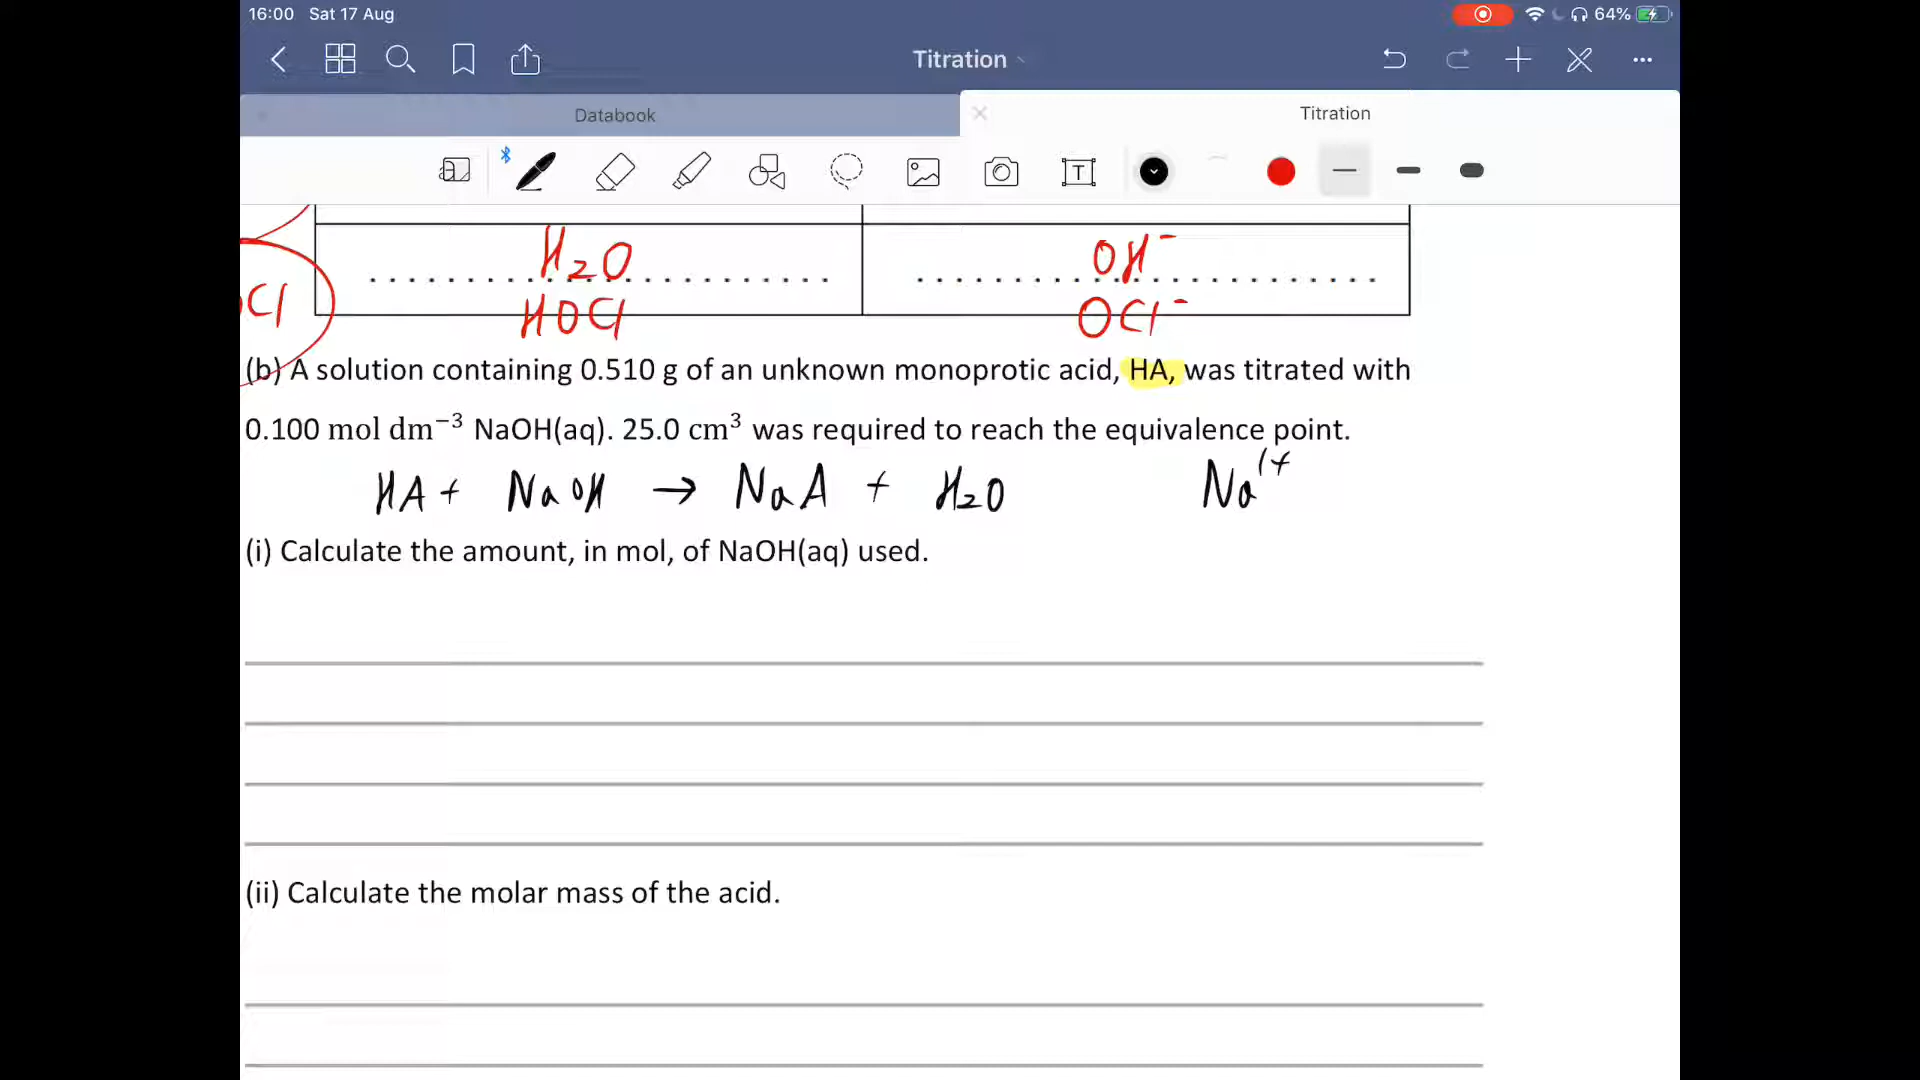 16:00 Sat 17 Aug 64%
Titration
Databook Titration
H₂O OH⁻
Cl HOCl OCl⁻
(b) A solution containing 0.510 g of an unknown monoprotic acid, HA, was titrated with
0.100 mol dm⁻³ NaOH(aq). 25.0 cm³ was required to reach the equivalence point.
HA + NaOH → NaA + H₂O Na¹⁺
(i) Calculate the amount, in mol, of NaOH(aq) used.
(ii) Calculate the molar mass of the acid.